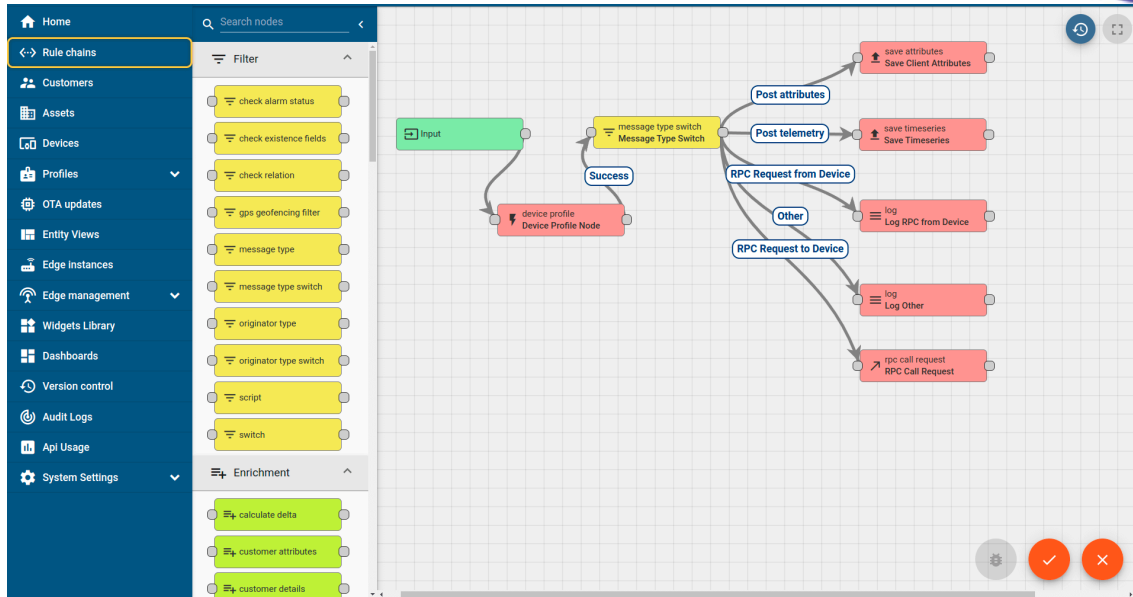 Home
Rule chains
Customers
Assets
Devices
Profiles
OTA updates
Entity Views
Edge instances
Edge management
Widgets Library
Dashboards
Version control
Audit Logs
Api Usage
System Settings
Search nodes
Filter
check alarm status
check existence fields
check relation
gps geofencing filter
message type
message type switch
originator type
originator type switch
script
switch
Enrichment
calculate delta
customer attributes
customer details
Input
device profile
Device Profile Node
Success
message type switch
Message Type Switch
Post attributes
Post telemetry
RPC Request from Device
Other
RPC Request to Device
save attributes
Save Client Attributes
save timeseries
Save Timeseries
log
Log RPC from Device
log
Log Other
rpc call request
RPC Call Request